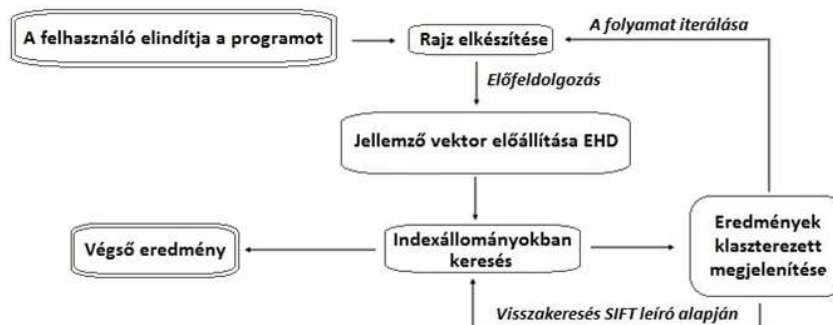 A felhasználó elindítja a programot
Rajz elkészítése
A folyamat iterálása
Előfeldolgozás
Jellemző vektor előállítása EHD
Végső eredmény
Indexállományokban
keresés
Eredmények
klaszterezett
megjelenítése
Visszakeresés SIFT leíró alapján